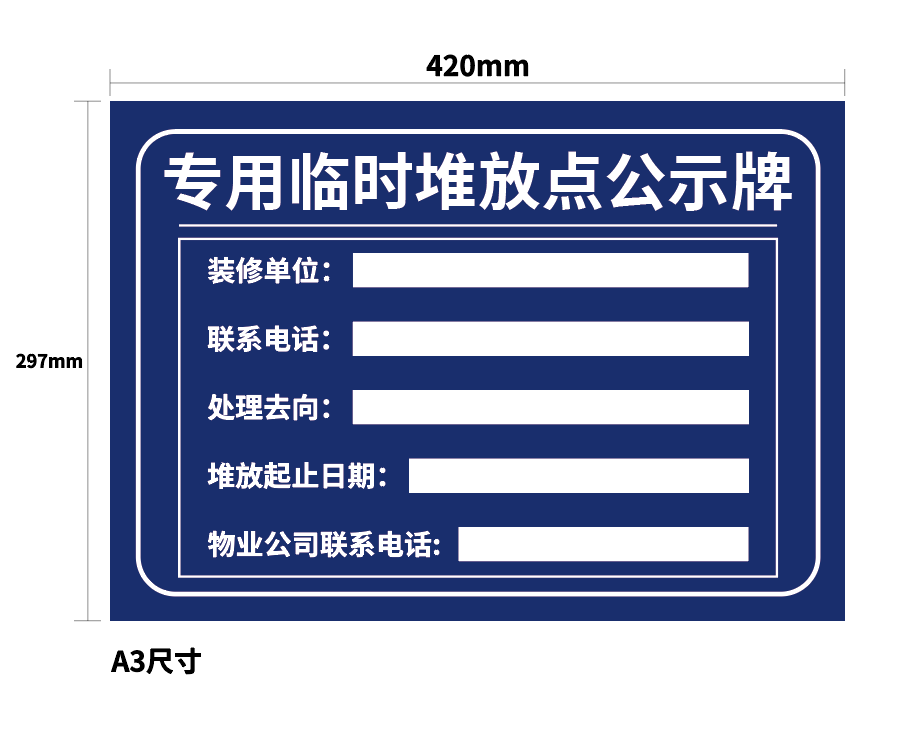 420mm
专用临时堆放点公示牌
装修单位：
联系电话：
297mm
处理去向：
堆放起止日期：
物业公司联系电话:
A3尺寸